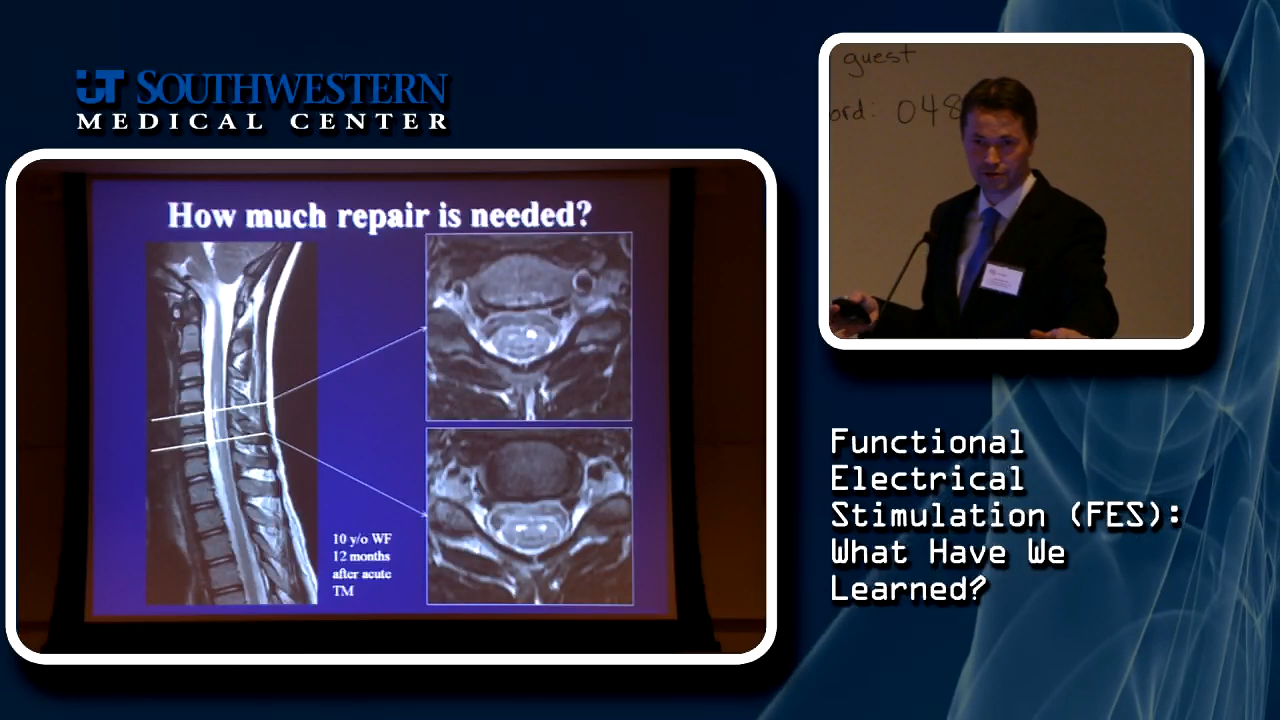 UT SOUTHWESTERN
MEDICAL CENTER
How much repair is needed?
10 y/o WF
12 months
after acute
TM
guest
ord: 048
Functional
Electrical
Stimulation (FES):
What Have We
Learned?